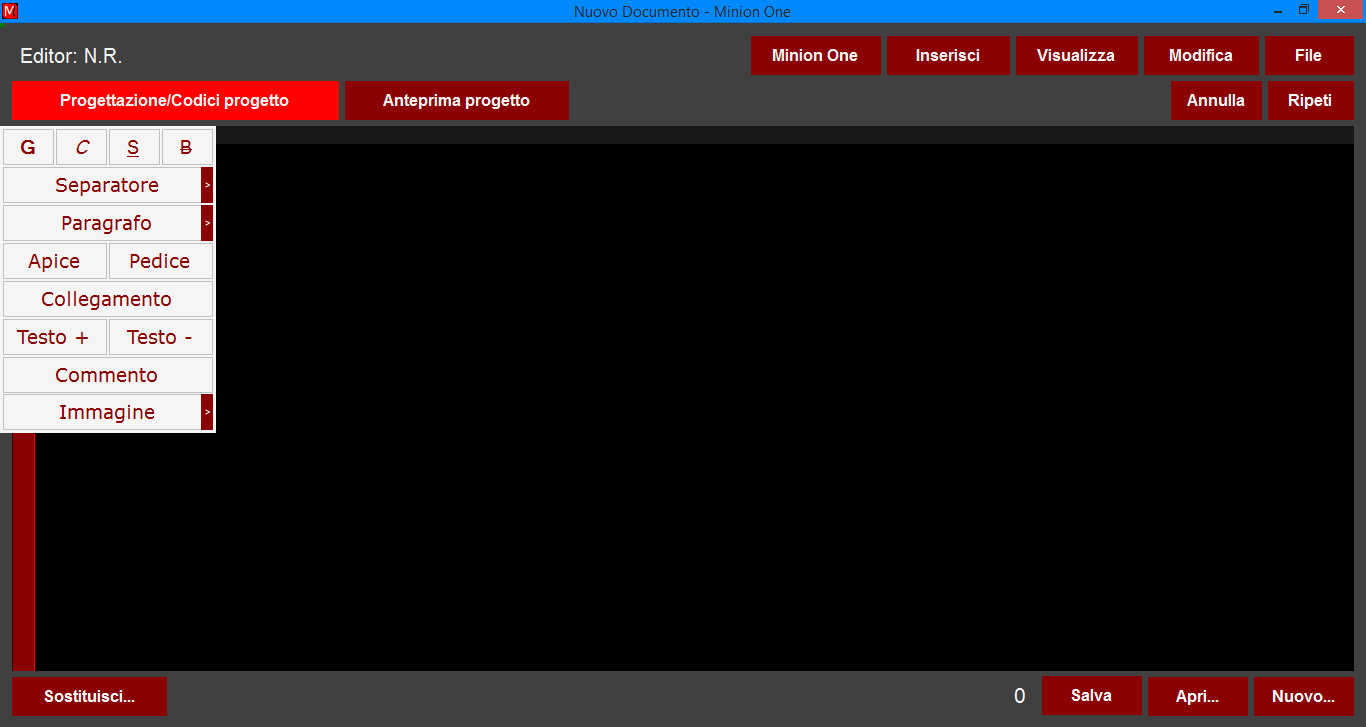 M
Nuovo Documento - Minion One
Editor: N.R.
Minion One Inserisci Visualizza Modifica File
Progettazione/Codici progetto Anteprima progetto Annulla Ripeti
G C S B
Separatore >
Paragrafo >
Apice Pedice
Collegamento
Testo + Testo -
Commento
Immagine >
Sostituisci... 0 Salva Apri... Nuovo...